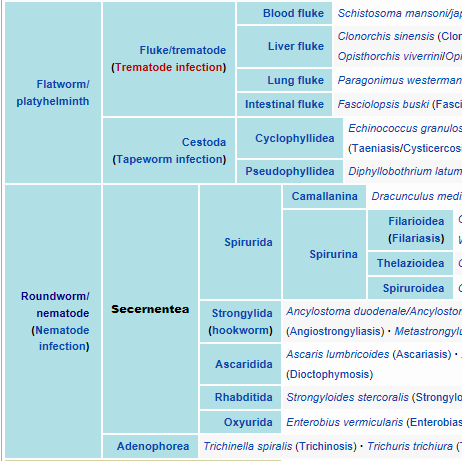 Blood fluke
Schistosoma mansoni/
Clonorchis sinensis (Clon
Liver fluke
Opisthorchis viverrini/
Fluke/trematode
(Trematode infection)
Lung fluke
Paragonimus westerman
Flatworm/
platyhelminth
Intestinal fluke
Fasciolopsis buski (Fasci
Cestoda
(Tapeworm infection)
Cyclophyllidea
Echinococcus granulos
(Taeniasis/Cysticercos
Pseudophyllidea
Diphyllobothrium latum
Roundworm/
nematode
(Nematode
infection)
Secernentea
Spirurida
Camallanina
Dracunculus medi
Spirurina
Filarioidea
(Filariasis)
Thelazioidea
Spiruroidea
Strongylida
(hookworm)
Ancylostoma duodenale/Ancylostor
(Angiostrongyliasis) · Metastrongylu
Ascaridida
Ascaris lumbricoides (Ascariasis) ·
(Dioctophymosis)
Rhabditida
Strongyloides stercoralis (Strongylo
Oxyurida
Enterobius vermicularis (Enterobias
Adenophorea
Trichinella spiralis (Trichinosis) · Trichuris trichiura (T